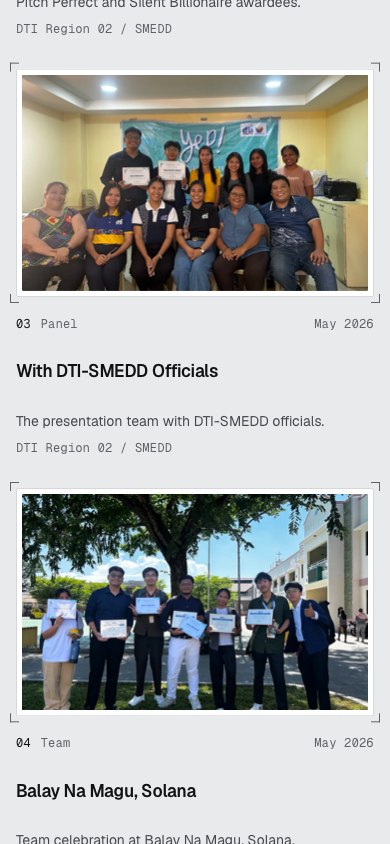 Pitch Perfect and Silent Billionaire awardees.
DTI Region 02 / SMEDD
YeP!
03 Panel
May 2026
With DTI-SMEDD Officials
The presentation team with DTI-SMEDD officials.
DTI Region 02 / SMEDD
04 Team
May 2026
Balay Na Magu, Solana
Team celebration at Balay Na Magu, Solana.